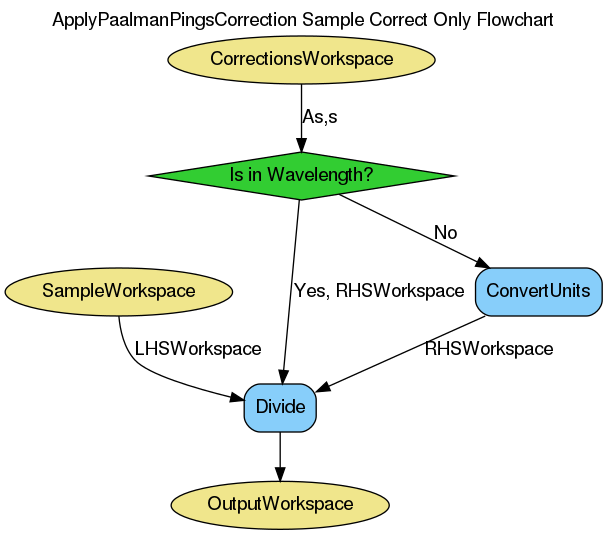 ApplyPaalmanPingsCorrection Sample Correct Only Flowchart
CorrectionsWorkspace
As,s
Is in Wavelength?
No
SampleWorkspace
Yes, RHSWorkspace
ConvertUnits
LHSWorkspace
RHSWorkspace
Divide
OutputWorkspace